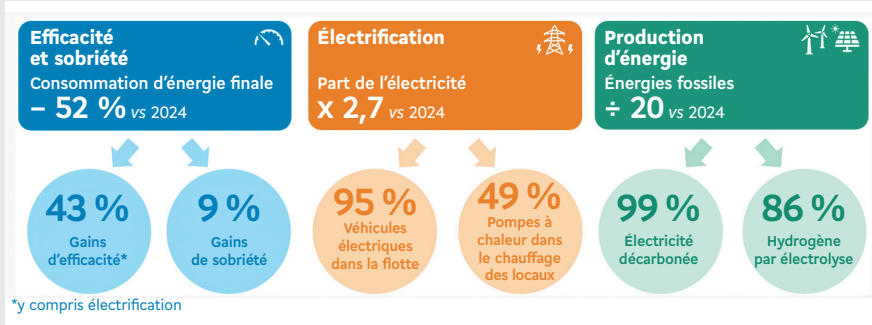 Efficacité
et sobriété
Consommation d'énergie finale
– 52 % vs 2024
43 %
Gains
d'efficacité*
9 %
Gains
de sobriété
Électrification
Part de l'électricité
x 2,7 vs 2024
95 %
Véhicules
électriques
dans la flotte
49 %
Pompes à
chaleur dans
le chauffage
des locaux
Production
d'énergie
Énergies fossiles
÷ 20 vs 2024
99 %
Électricité
décarbonée
86 %
Hydrogène
par électrolyse
*y compris électrification